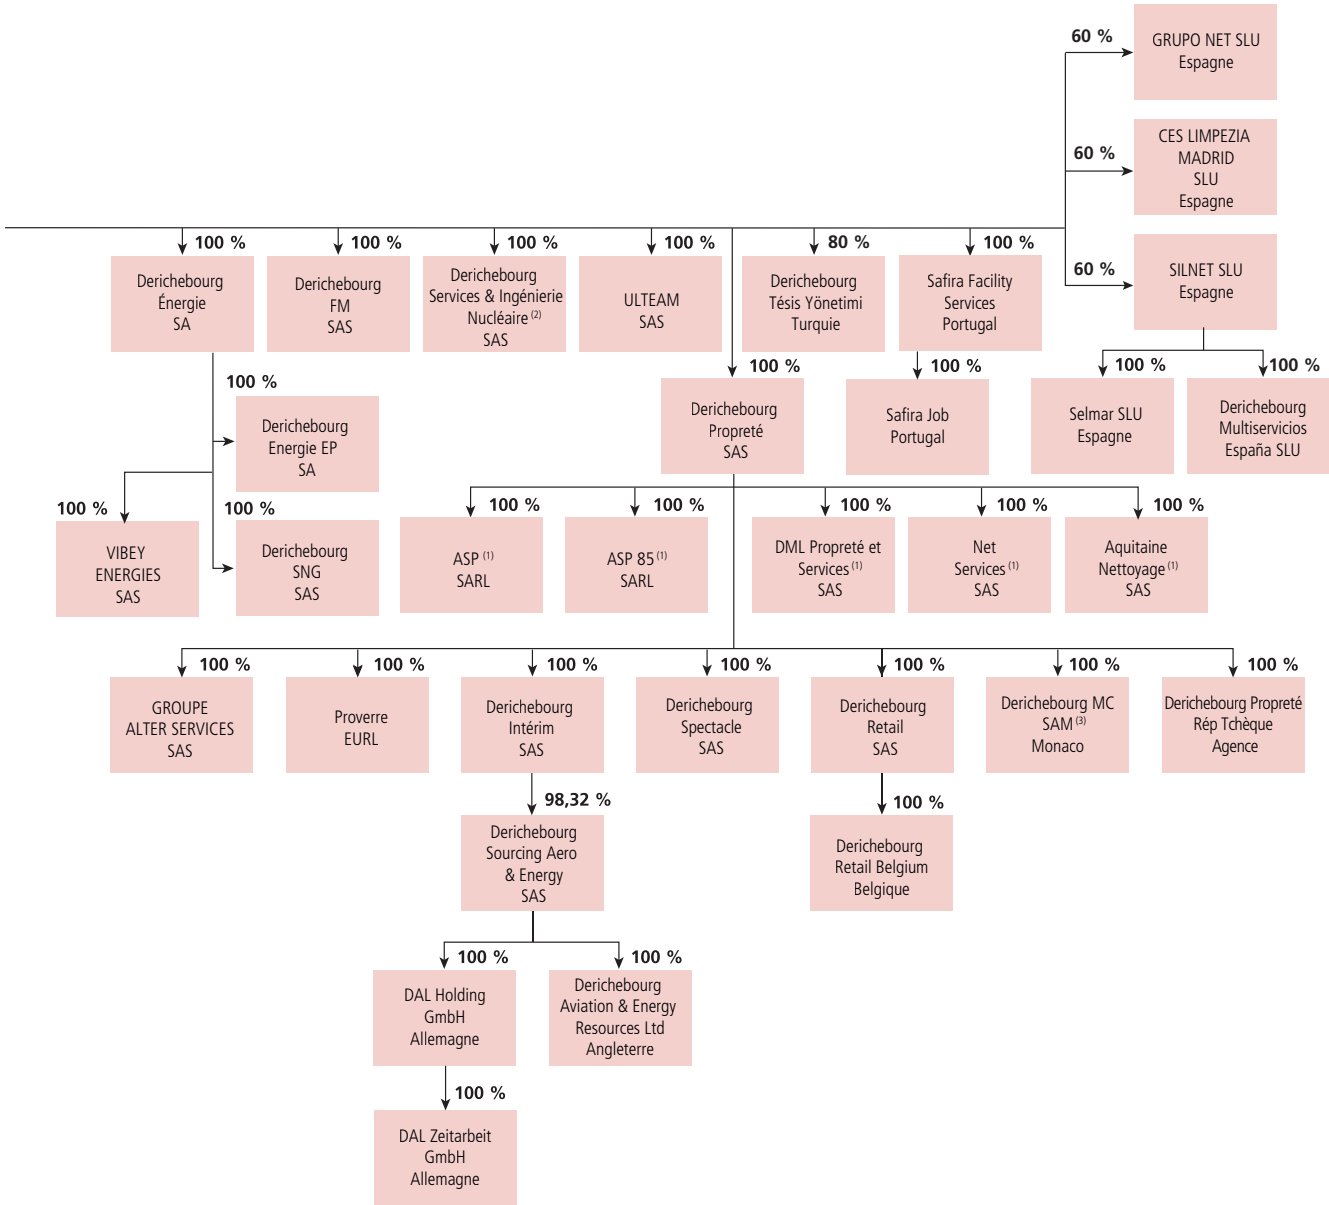 60 %
GRUPO NET SLU
Espagne
60 %
CES LIMPEZIA
MADRID
SLU
Espagne
60 %
SILNET SLU
Espagne
100 %
Derichebourg
Énergie
SA
100 %
Derichebourg
FM
SAS
100 %
Derichebourg
Services & Ingénierie
Nucléaire (2)
SAS
100 %
ULTEAM
SAS
80 %
Derichebourg
Tésis Yönetimi
Turquie
100 %
Safira Facility
Services
Portugal
100 %
Derichebourg
Propreté
SAS
100 %
Safira Job
Portugal
100 %
Selmar SLU
Espagne
100 %
Derichebourg
Multiservicios
España SLU
100 %
Derichebourg
Energie EP
SA
100 %
VIBEY
ENERGIES
SAS
100 %
Derichebourg
SNG
SAS
100 %
ASP (1)
SARL
100 %
ASP 85 (1)
SARL
100 %
DML Propreté et
Services (1)
SAS
100 %
Net
Services (1)
SAS
100 %
Aquitaine
Nettoyage (1)
SAS
100 %
GROUPE
ALTER SERVICES
SAS
100 %
Proverre
EURL
100 %
Derichebourg
Intérim
SAS
100 %
Derichebourg
Spectacle
SAS
100 %
Derichebourg
Retail
SAS
100 %
Derichebourg MC
SAM (3)
Monaco
100 %
Derichebourg Propreté
Rép Tchèque
Agence
98,32 %
Derichebourg
Sourcing Aero
& Energy
SAS
100 %
Derichebourg
Retail Belgium
Belgique
100 %
DAL Holding
GmbH
Allemagne
100 %
Derichebourg
Aviation & Energy
Resources Ltd
Angleterre
100 %
DAL Zeitarbeit
GmbH
Allemagne